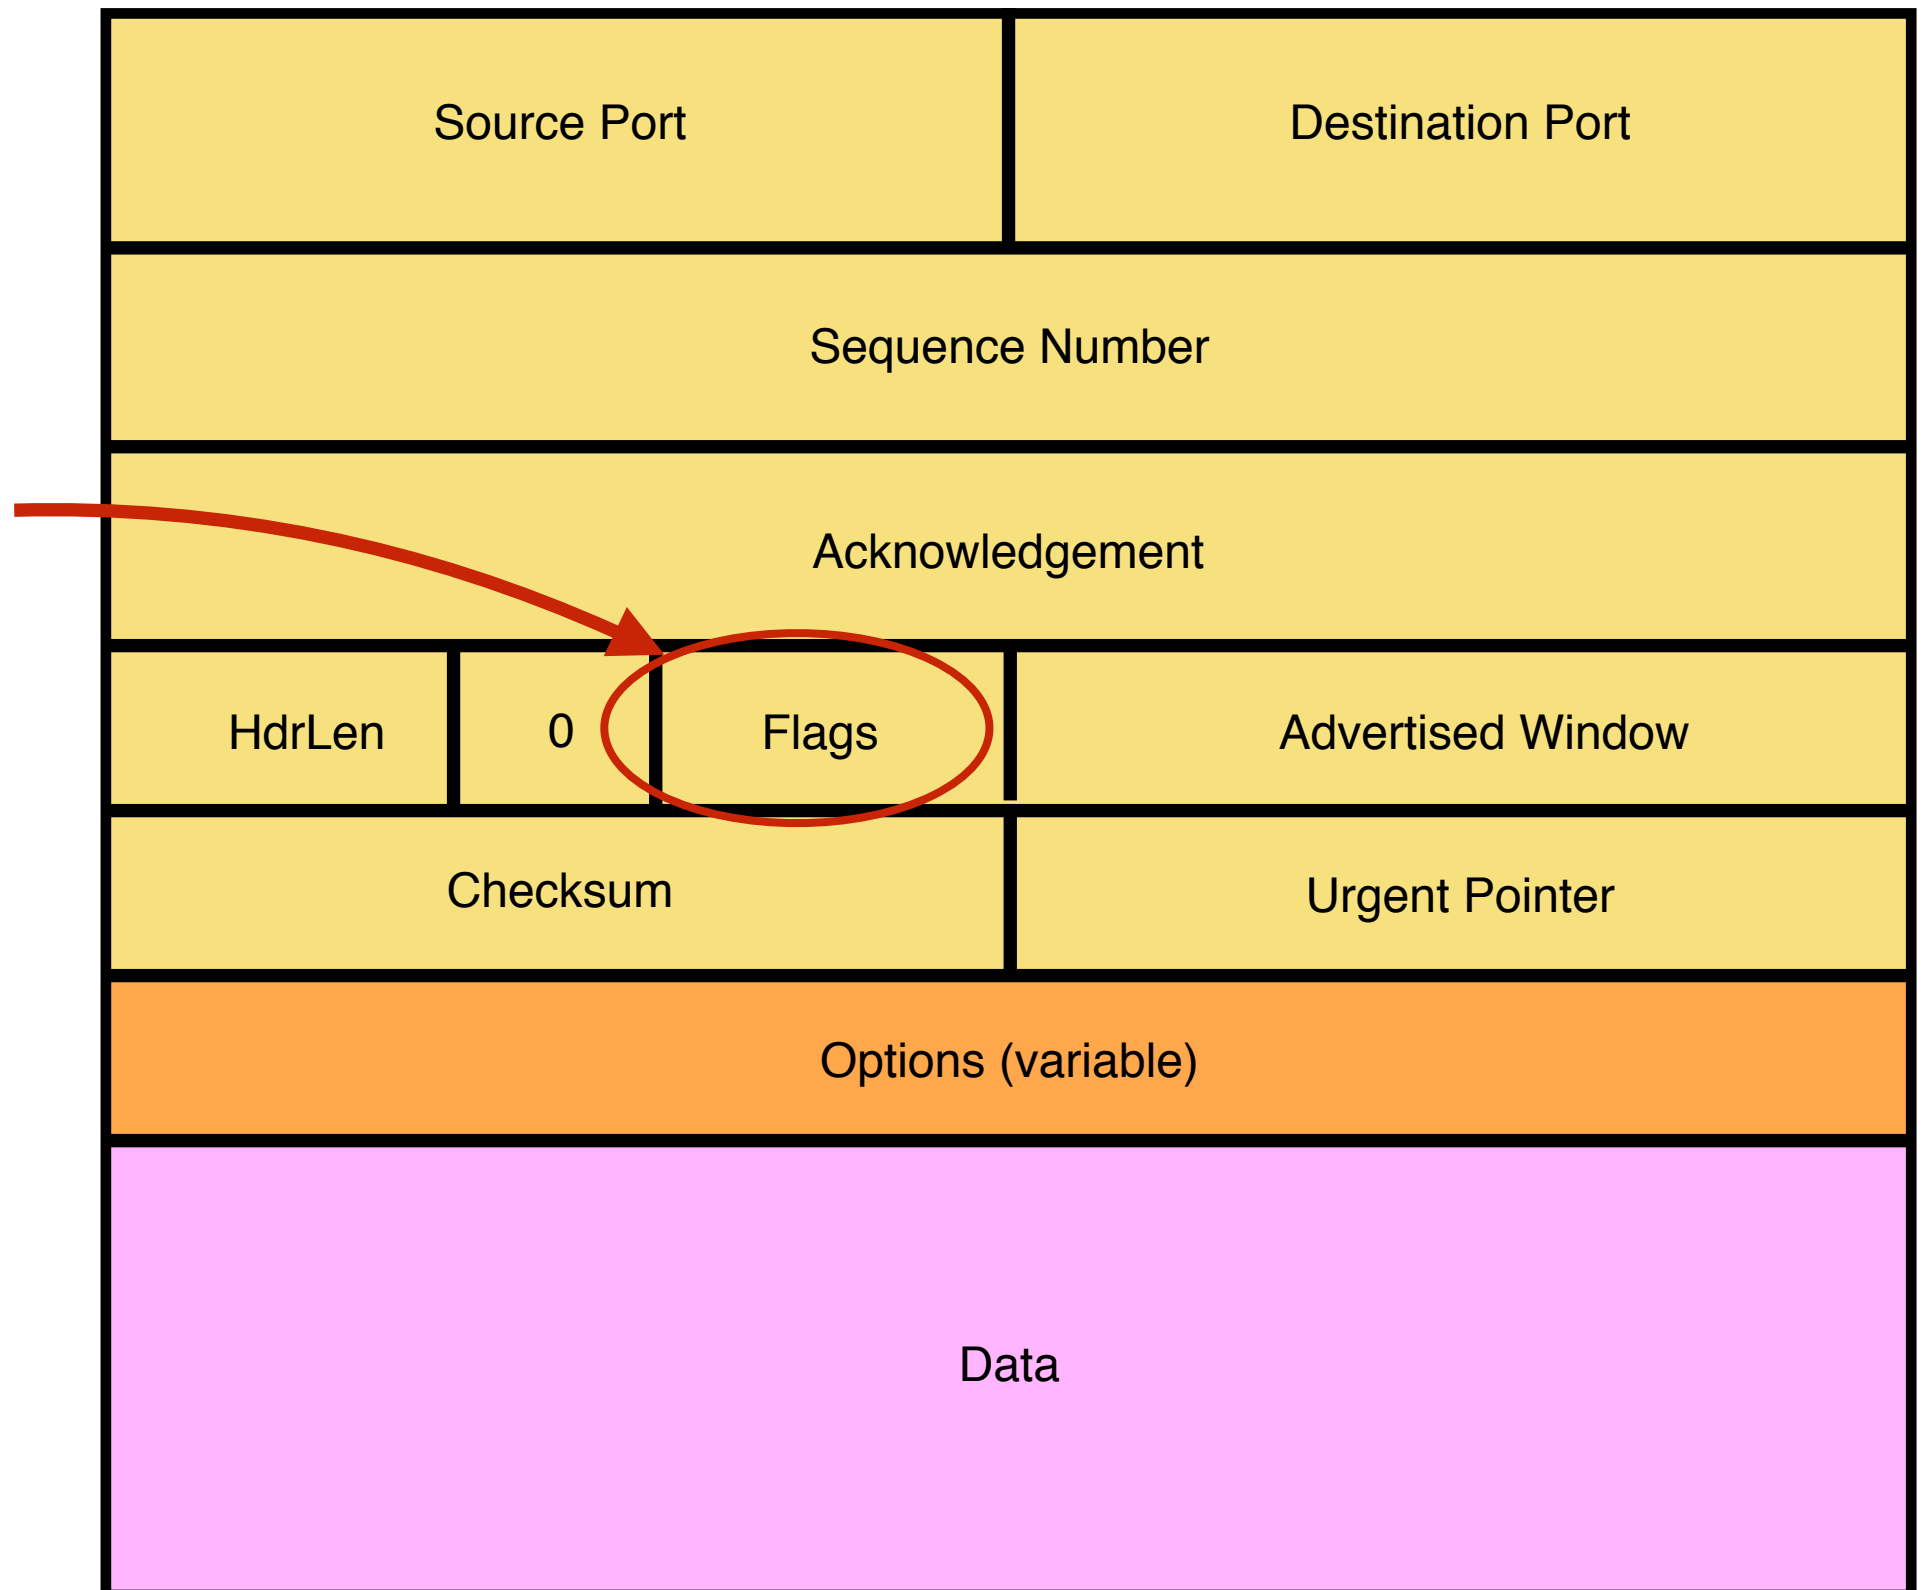 Source Port
Destination Port
Sequence Number
Acknowledgement
HdrLen
0
Flags
Advertised Window
Checksum
Urgent Pointer
Options (variable)
Data